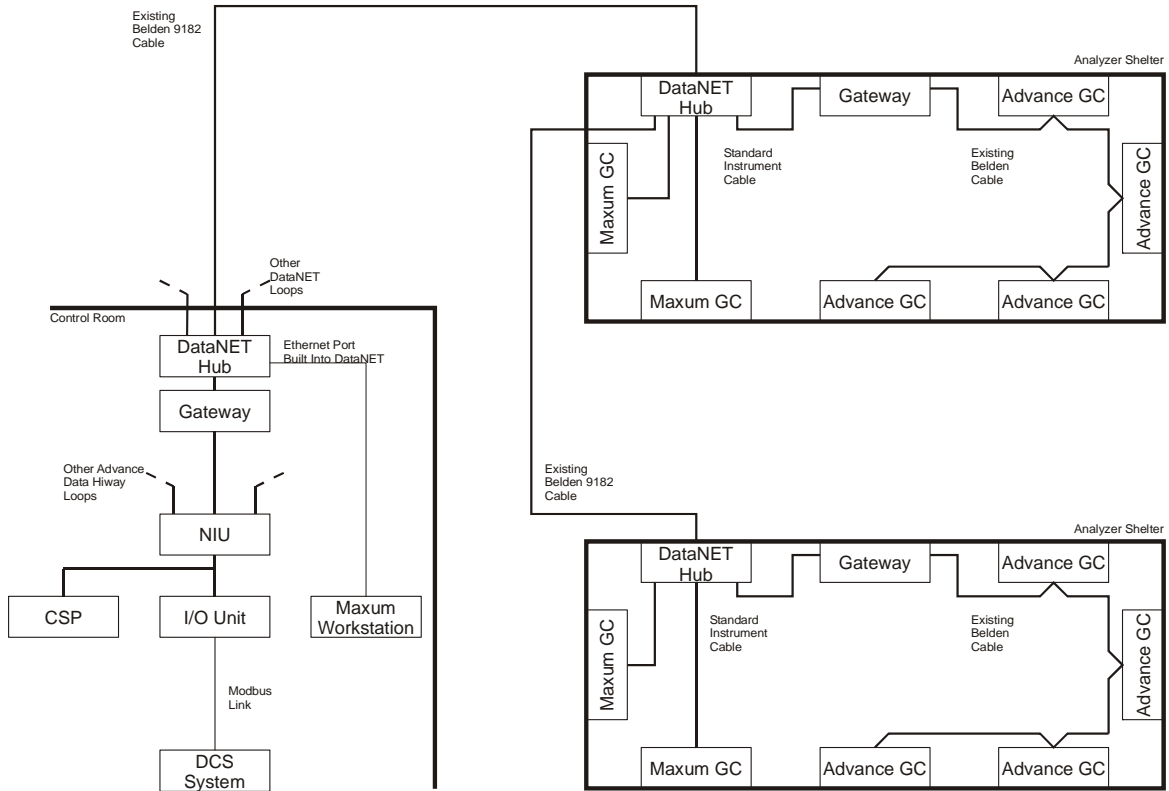 Existing
Belden 9182
Cable
Analyzer Shelter
DataNET
Hub
Gateway
Advance GC
Maxum GC
Standard
Instrument
Cable
Existing
Belden
Cable
Advance GC
Maxum GC
Advance GC
Advance GC
Other
DataNET
Loops
Control Room
DataNET
Hub
Ethernet Port
Built Into DataNET
Gateway
Other Advance
Data Hiway
Loops
NIU
CSP
I/O Unit
Maxum
Workstation
Modbus
Link
DCS
System
Existing
Belden 9182
Cable
Analyzer Shelter
DataNET
Hub
Gateway
Advance GC
Maxum GC
Standard
Instrument
Cable
Existing
Belden
Cable
Advance GC
Maxum GC
Advance GC
Advance GC